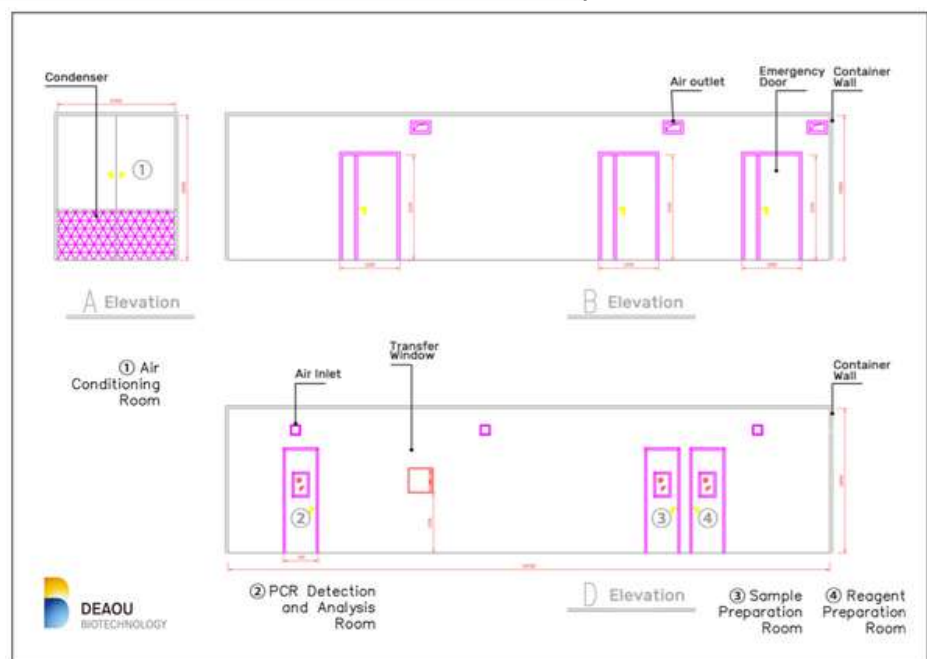 Condenser
Air outlet
Emergency
Door
Container
Wall
①
A Elevation
B Elevation
① Air
Conditioning
Room
Air Inlet
Transfer
Window
Container
Wall
②
③
④
② PCR Detection
and Analysis
Room
D Elevation
③ Sample
Preparation
Room
④ Reagent
Preparation
Room
DEAOU
BIOTECHNOLOGY